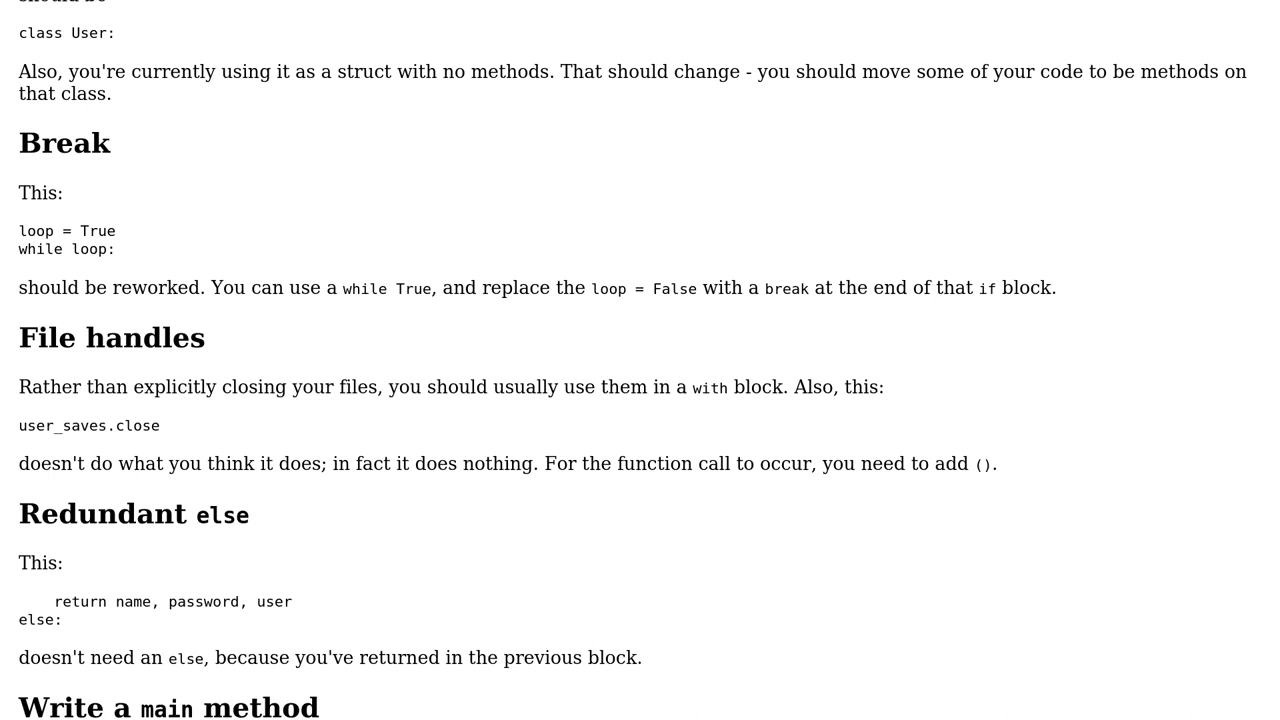 should be
class User:
Also, you're currently using it as a struct with no methods. That should change - you should move some of your code to be methods on
that class.
Break
This:
loop = True
while loop:
should be reworked. You can use a while True, and replace the loop = False with a break at the end of that if block.
File handles
Rather than explicitly closing your files, you should usually use them in a with block. Also, this:
user_saves.close
doesn't do what you think it does; in fact it does nothing. For the function call to occur, you need to add ().
Redundant else
This:
    return name, password, user
else:
doesn't need an else, because you've returned in the previous block.
Write a main method